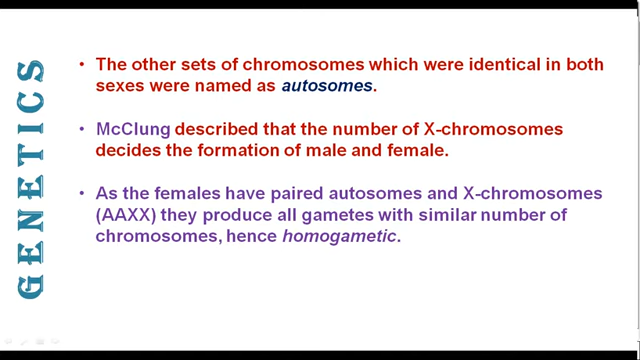 GENETICS
• The other sets of chromosomes which were identical in both
sexes were named as autosomes.
• McClung described that the number of X-chromosomes
decides the formation of male and female.
• As the females have paired autosomes and X-chromosomes
(AAXX) they produce all gametes with similar number of
chromosomes, hence homogametic.